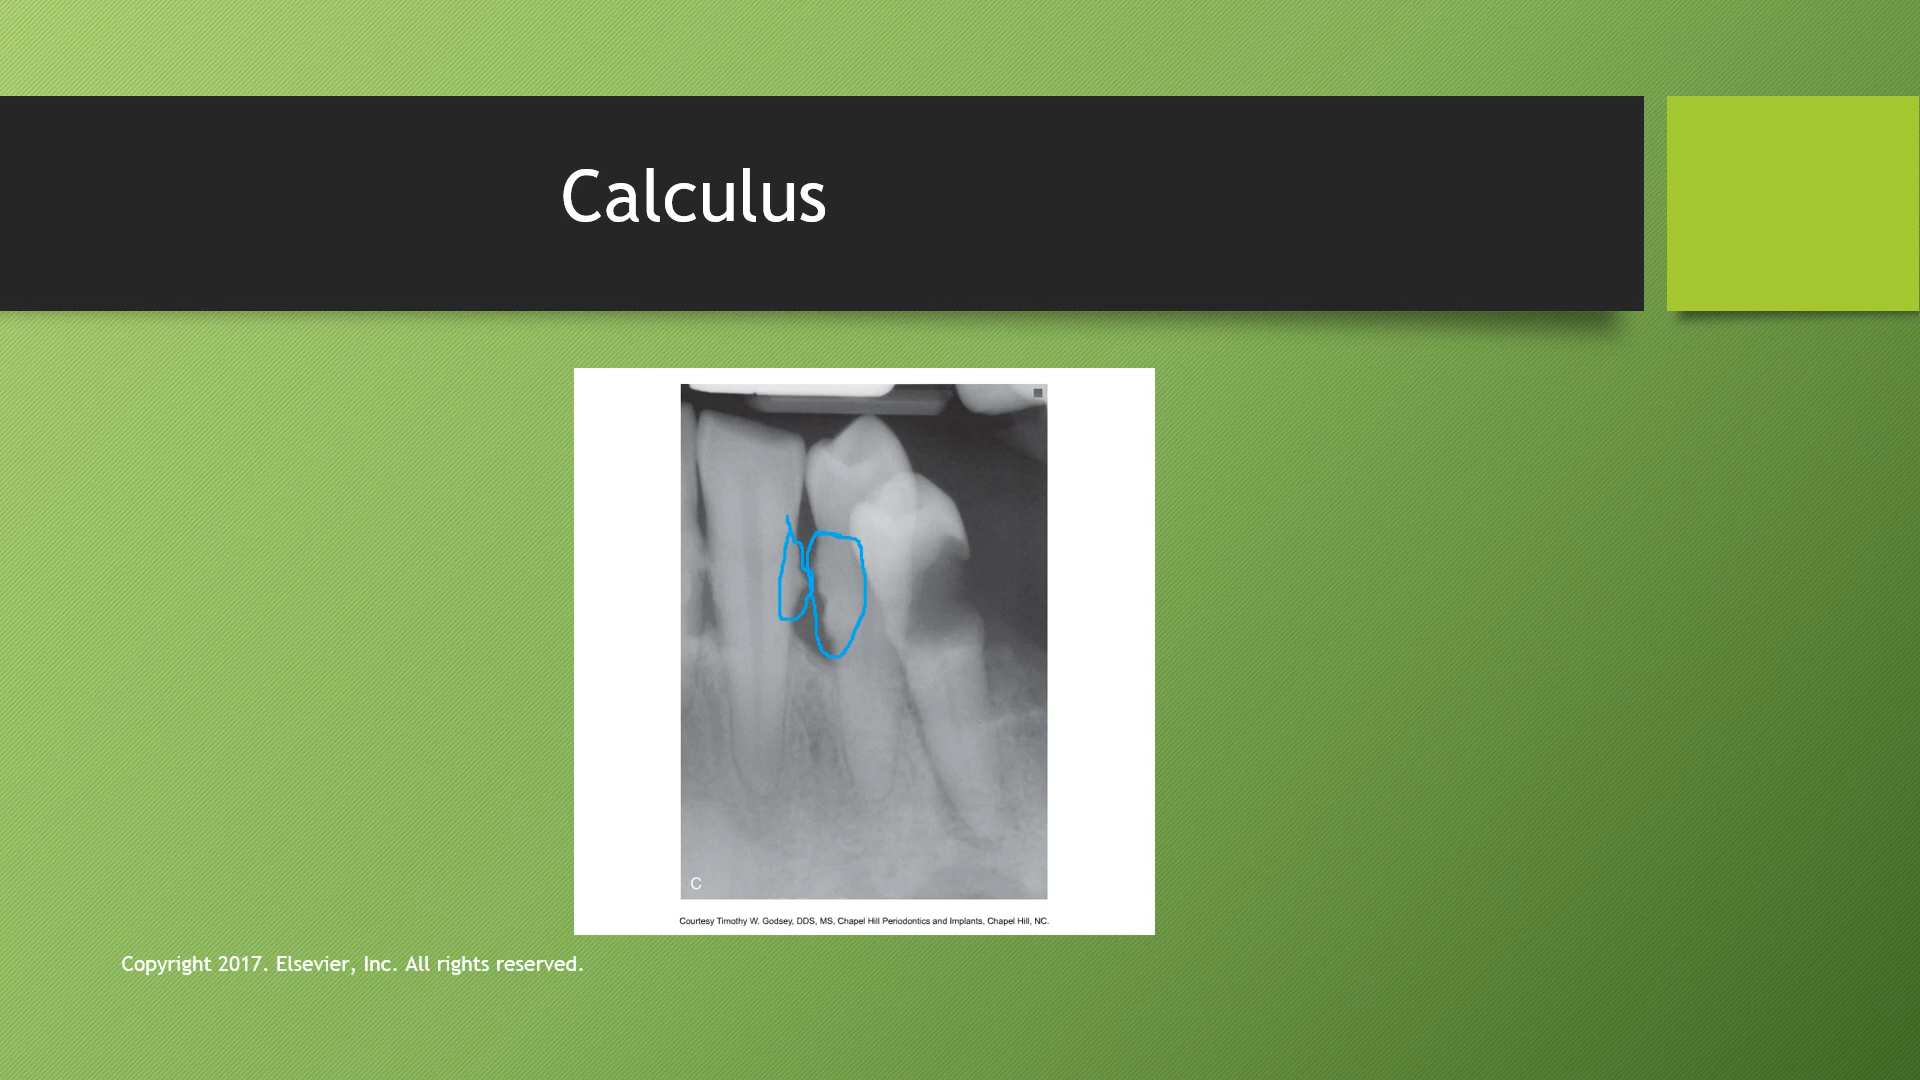 Calculus
C
Courtesy Timothy W. Godsey, DDS, MS, Chapel Hill Periodontics and Implants, Chapel Hill, NC.
Copyright 2017. Elsevier, Inc. All rights reserved.